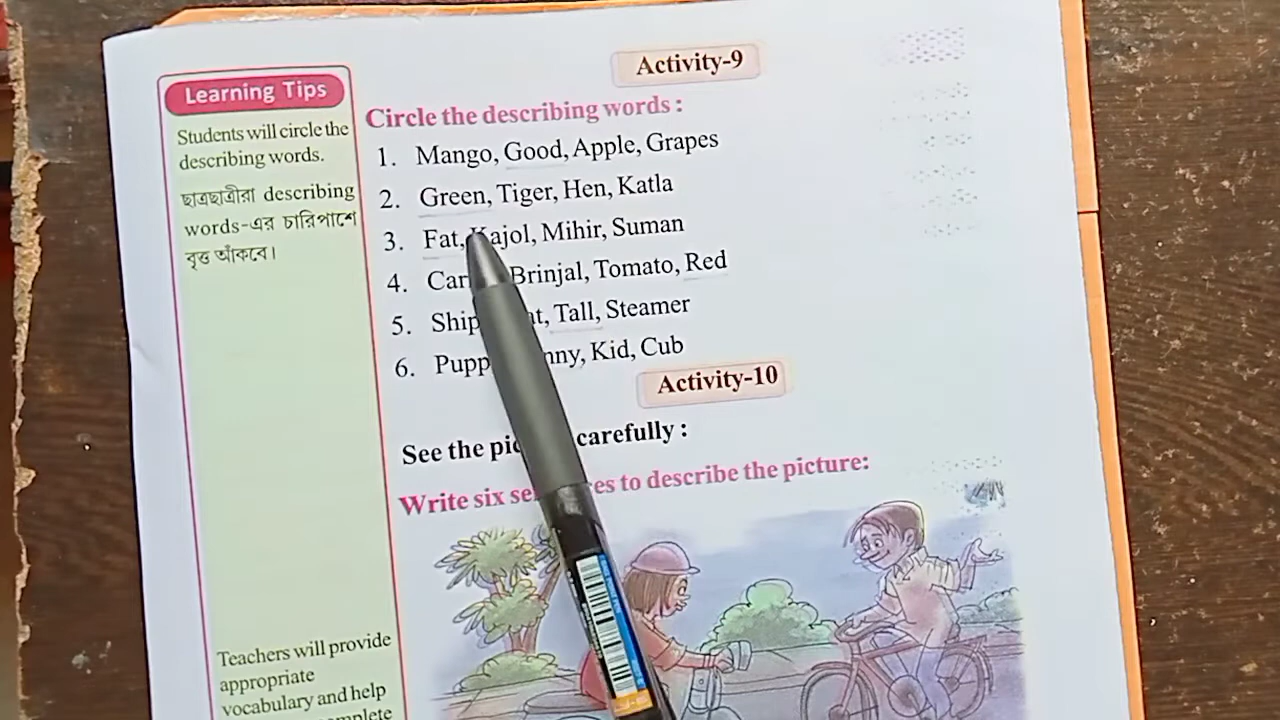 Activity-9
Learning Tips
Students will circle the
describing words.
ছাত্রছাত্রীরা describing
words-এর চারিপাশে
বৃত্ত আঁকবে।
Circle the describing words :
1. Mango, Good, Apple, Grapes
2. Green, Tiger, Hen, Katla
3. Fat, Kajol, Mihir, Suman
4. Brinjal, Tomato, Red
5. Ship Tall, Steamer
6. Kid, Cub
Activity-10
See the carefully :
Write six to describe the picture:
Teachers will provide
appropriate
vocabulary and help